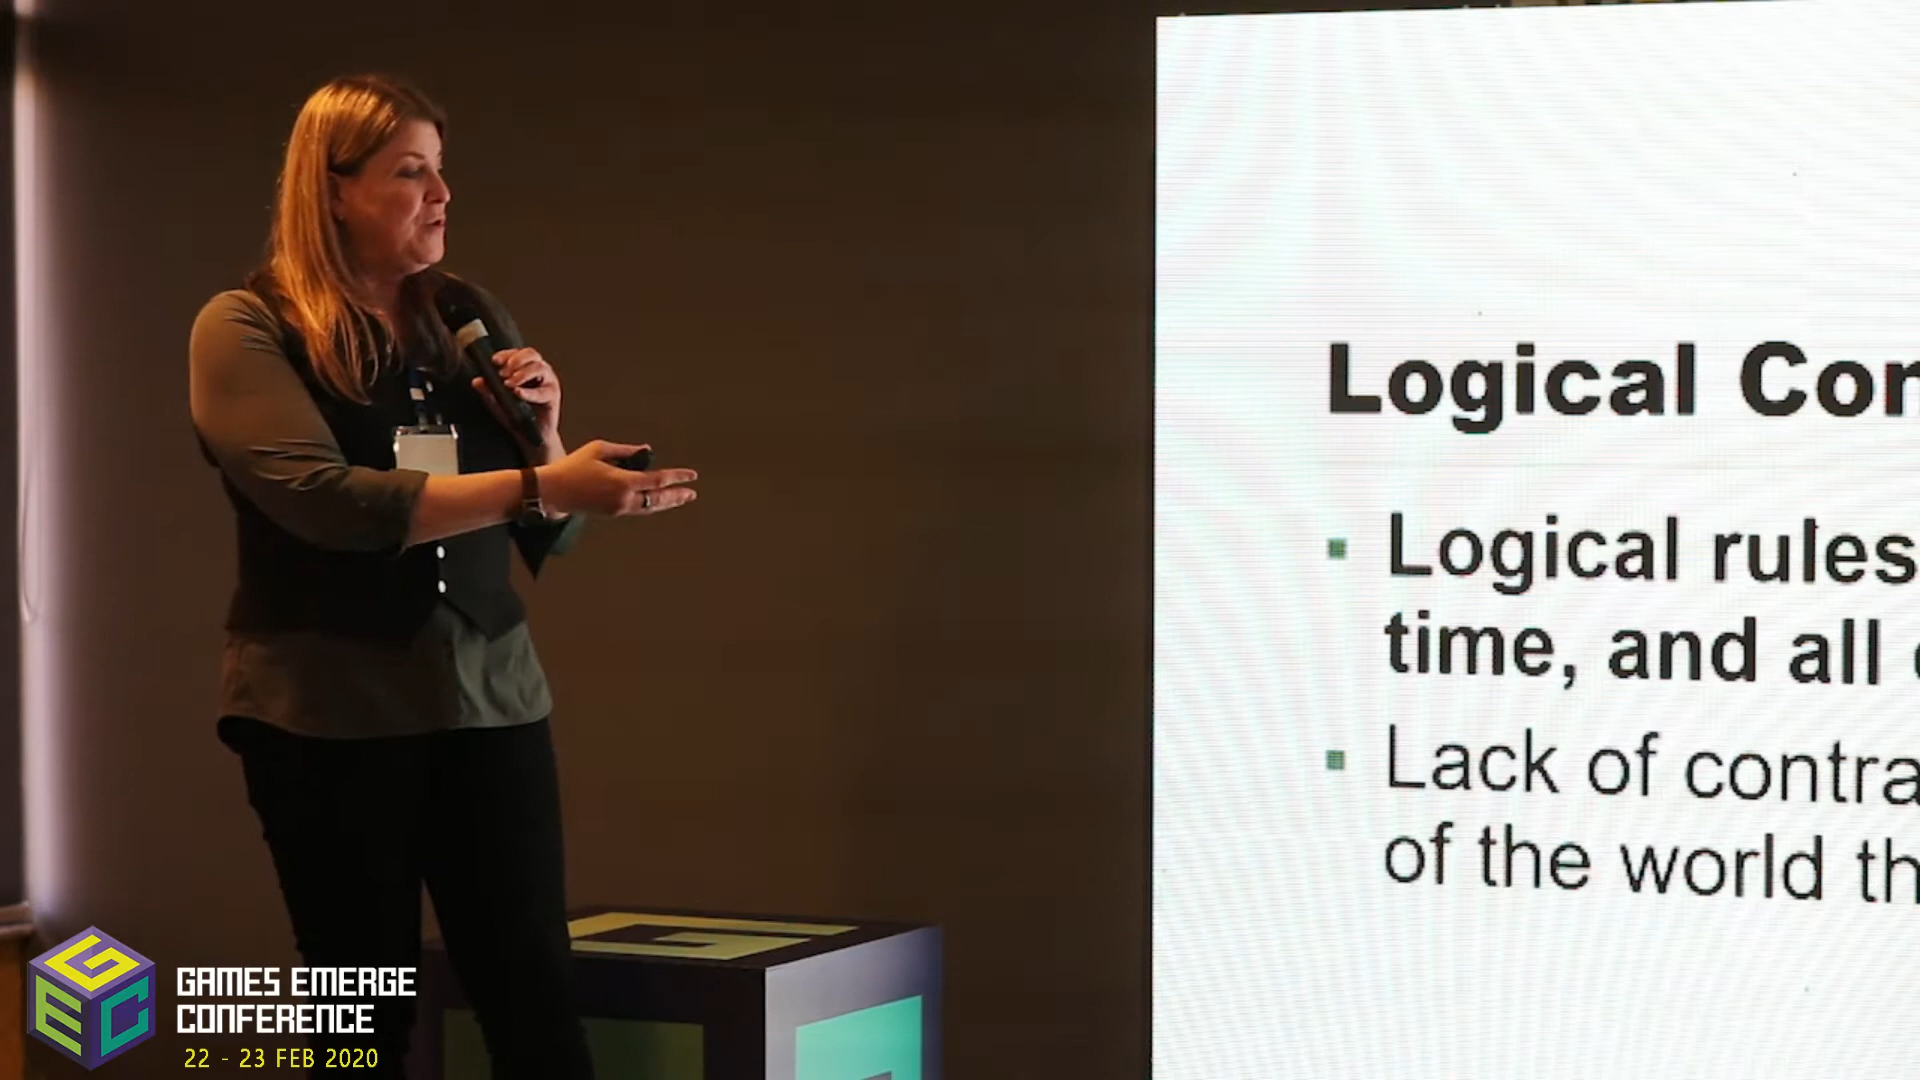 Logical Con
Logical rules
time, and all
Lack of contra
of the world th
GEC
GAMES EMERGE
CONFERENCE
22 - 23 FEB 2020